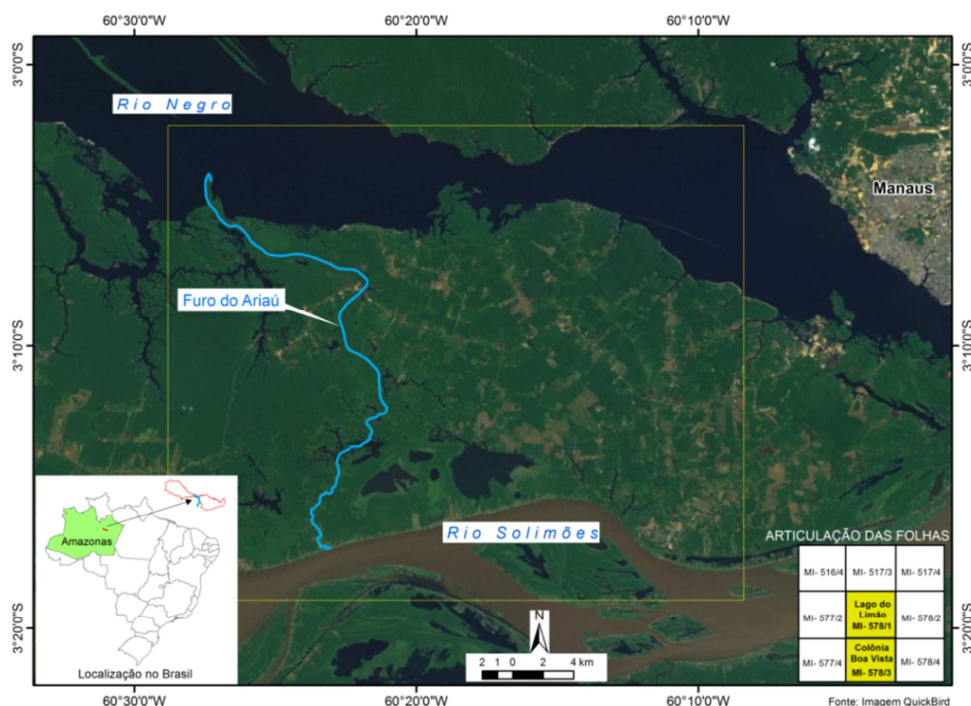 60°30'0"W
60°20'0"W
60°10'0"W
3°0'0"S
3°0'0"S
Rio Negro
Manaus
Furo do Ariaú
3°10'0"S
3°10'0"S
Rio Solimões
Amazonas
Localização no Brasil
ARTICULAÇÃO DAS FOLHAS
MI- 516/4
MI- 517/3
MI- 517/4
MI- 577/2
Lago do
Limão
MI- 578/1
MI- 578/2
MI- 577/4
Colônia
Boa Vista
MI- 578/3
MI- 578/4
N
2 1 0 2 4 km
3°20'0"S
3°20'0"S
60°30'0"W
60°20'0"W
60°10'0"W
Fonte: Imagem QuickBird